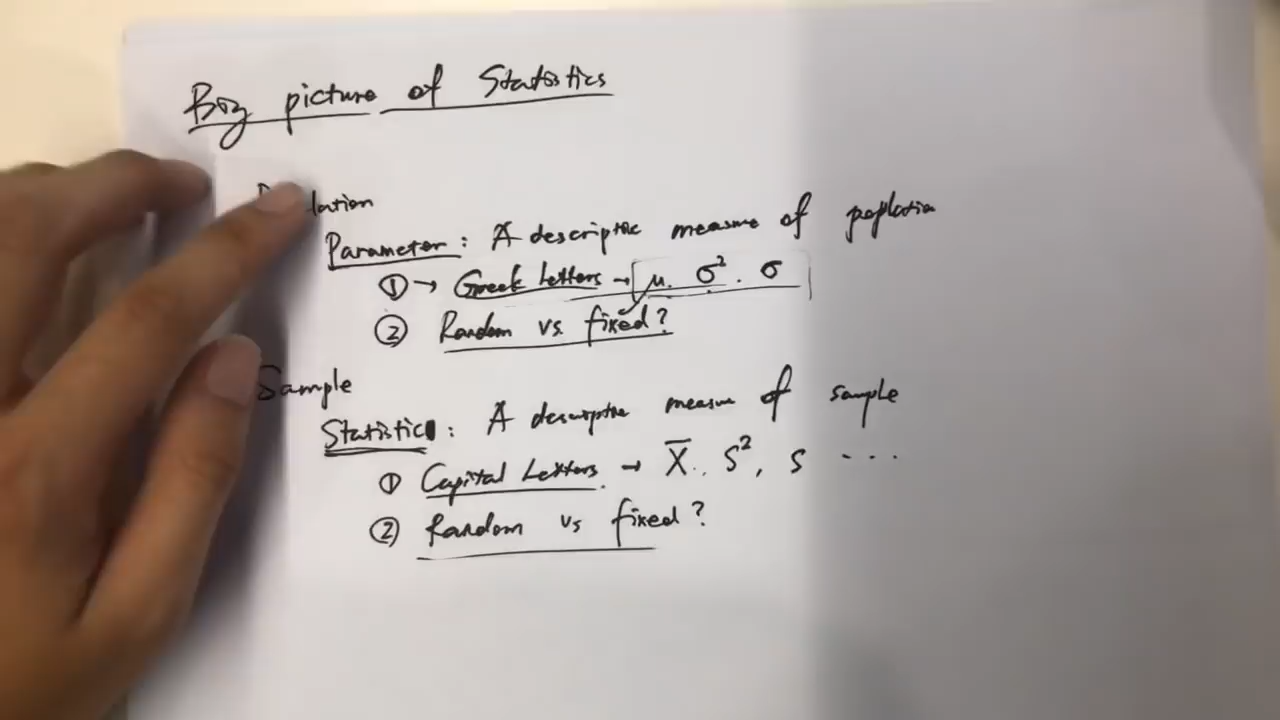 Big picture of Statistics
lation
Parameter : A descriptive measure of poplation
① → Greek Letters → μ. σ². σ
② Random vs. fixed?
Sample
Statistic : A descriptive measure of sample
① Capital Letters. → X̄., S², S ...
② Random vs fixed?